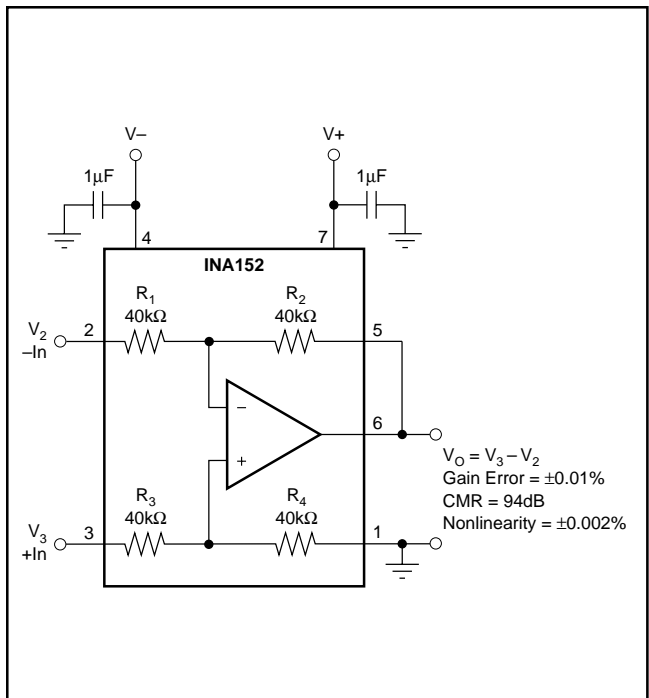 V– V+
1µF 1µF
4 7
INA152
R1 R2
40kΩ 40kΩ
V2 2 5
–In
– 6
+
VO = V3 – V2
Gain Error = ±0.01%
CMR = 94dB
Nonlinearity = ±0.002%
R3 R4
40kΩ 40kΩ
V3 3 1
+In